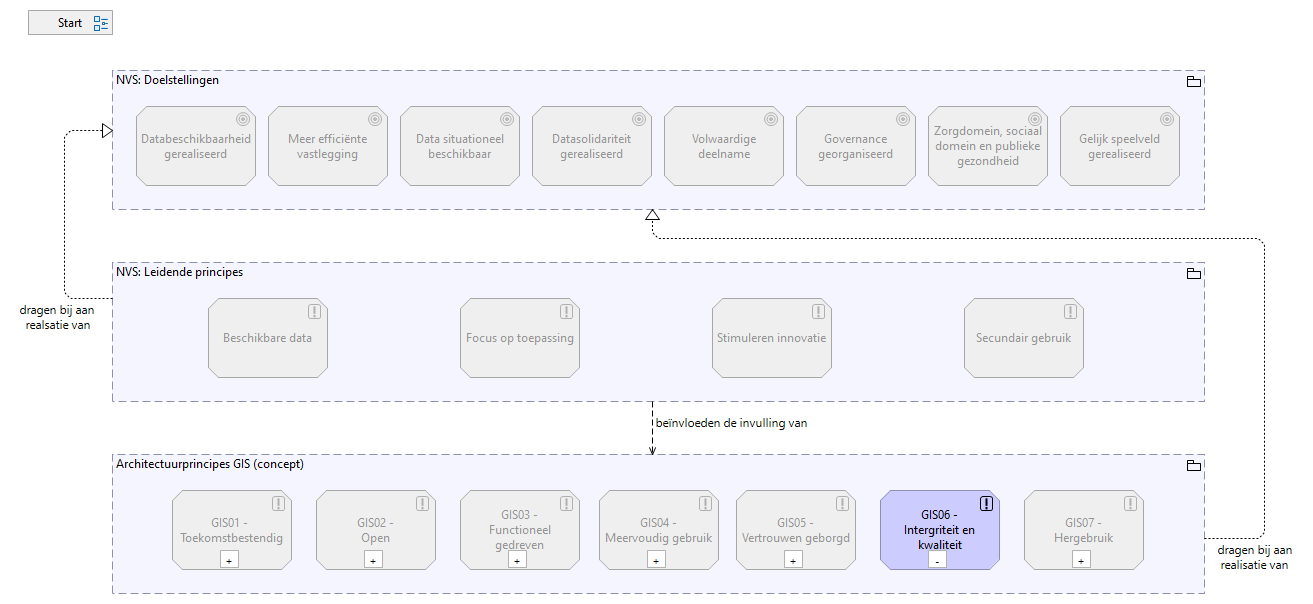 Start
NVS: Doelstellingen
Databeschikbaarheid
gerealiseerd
Meer efficiënte
vastlegging
Data situationeel
beschikbaar
Datasolidariteit
gerealiseerd
Volwaardige
deelname
Governance
georganiseerd
Zorgdomein, sociaal
domein en publieke
gezondheid
Gelijk speelveld
gerealiseerd
NVS: Leidende principes
dragen bij aan
realsatie van
Beschikbare data
Focus op toepassing
Stimuleren innovatie
Secundair gebruik
beïnvloeden de invulling van
Architectuurprincipes GIS (concept)
GIS01 -
Toekomstbestendig
+
GIS02 -
Open
+
GIS03 -
Functioneel
gedreven
+
GIS04 -
Meervoudig gebruik
+
GIS05 -
Vertrouwen geborgd
+
GIS06 -
Intergriteit en
kwaliteit
-
GIS07 -
Hergebruik
+
dragen bij aan
realisatie van